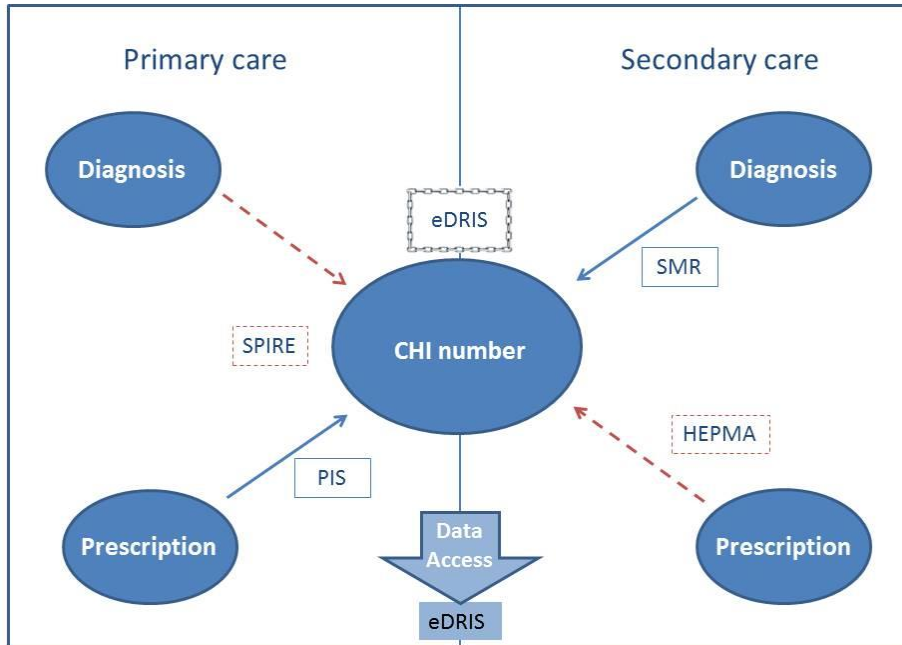 Primary care
Secondary care
Diagnosis
Diagnosis
eDRIS
SMR
SPIRE
CHI number
HEPMA
PIS
Prescription
Data
Access
Prescription
eDRIS